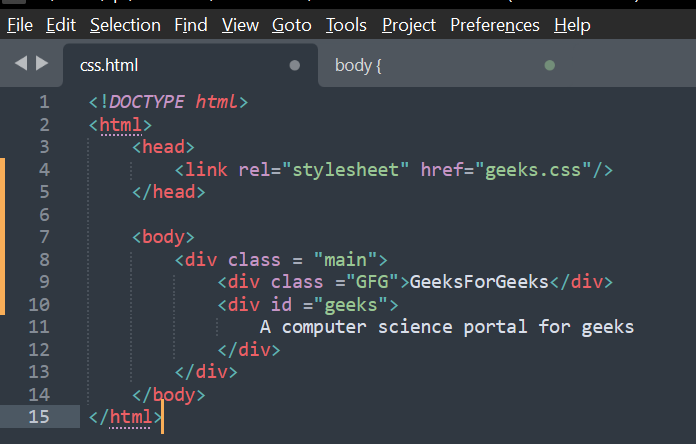 File Edit Selection Find View Goto Tools Project Preferences Help
css.html body {
1 <!DOCTYPE html>
2 <html>
3 <head>
4 <link rel="stylesheet" href="geeks.css"/>
5 </head>
6
7 <body>
8 <div class = "main">
9 <div class ="GFG">GeeksForGeeks</div>
10 <div id ="geeks">
11 A computer science portal for geeks
12 </div>
13 </div>
14 </body>
15 </html>